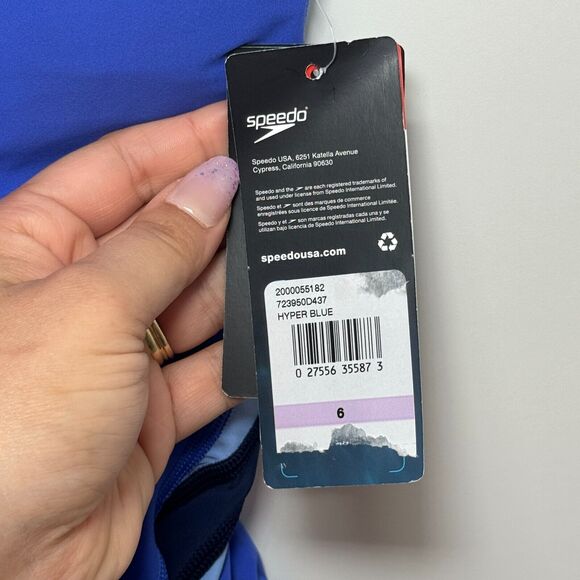 speedo®
Speedo USA, 6251 Katella Avenue
Cypress, California 90630
Speedo and the are each registered trademarks of
and used under license from Speedo International Limited.
Speedo et sont des marques de commerce
enregistrées sous licence de Speedo International Limitée.
Speedo y el son marcas registradas cada una y se
utilizan bajo licencia de Speedo International Limited.
speedousa.com
2000055182
723950D437
HYPER BLUE
0 27556 35587 3
6